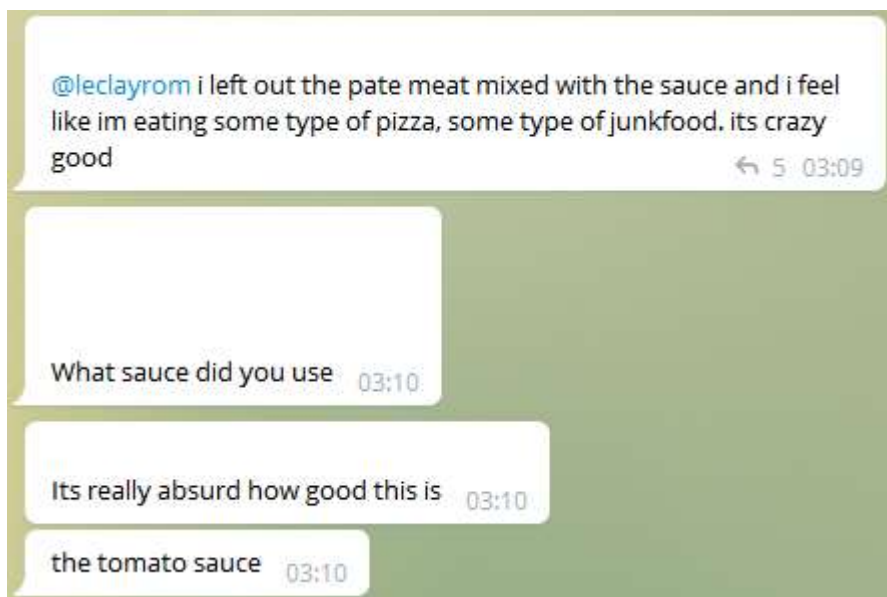 @leclayrom i left out the pate meat mixed with the sauce and i feel
like im eating some type of pizza, some type of junkfood. its crazy
good
5 03:09
What sauce did you use 03:10
Its really absurd how good this is 03:10
the tomato sauce 03:10